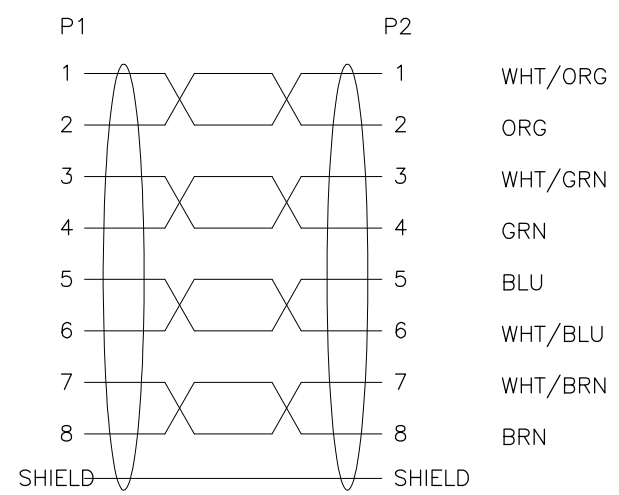 P1 P2
1 1 WHT/ORG
2 2 ORG
3 3 WHT/GRN
4 4 GRN
5 5 BLU
6 6 WHT/BLU
7 7 WHT/BRN
8 8 BRN
SHIELD SHIELD